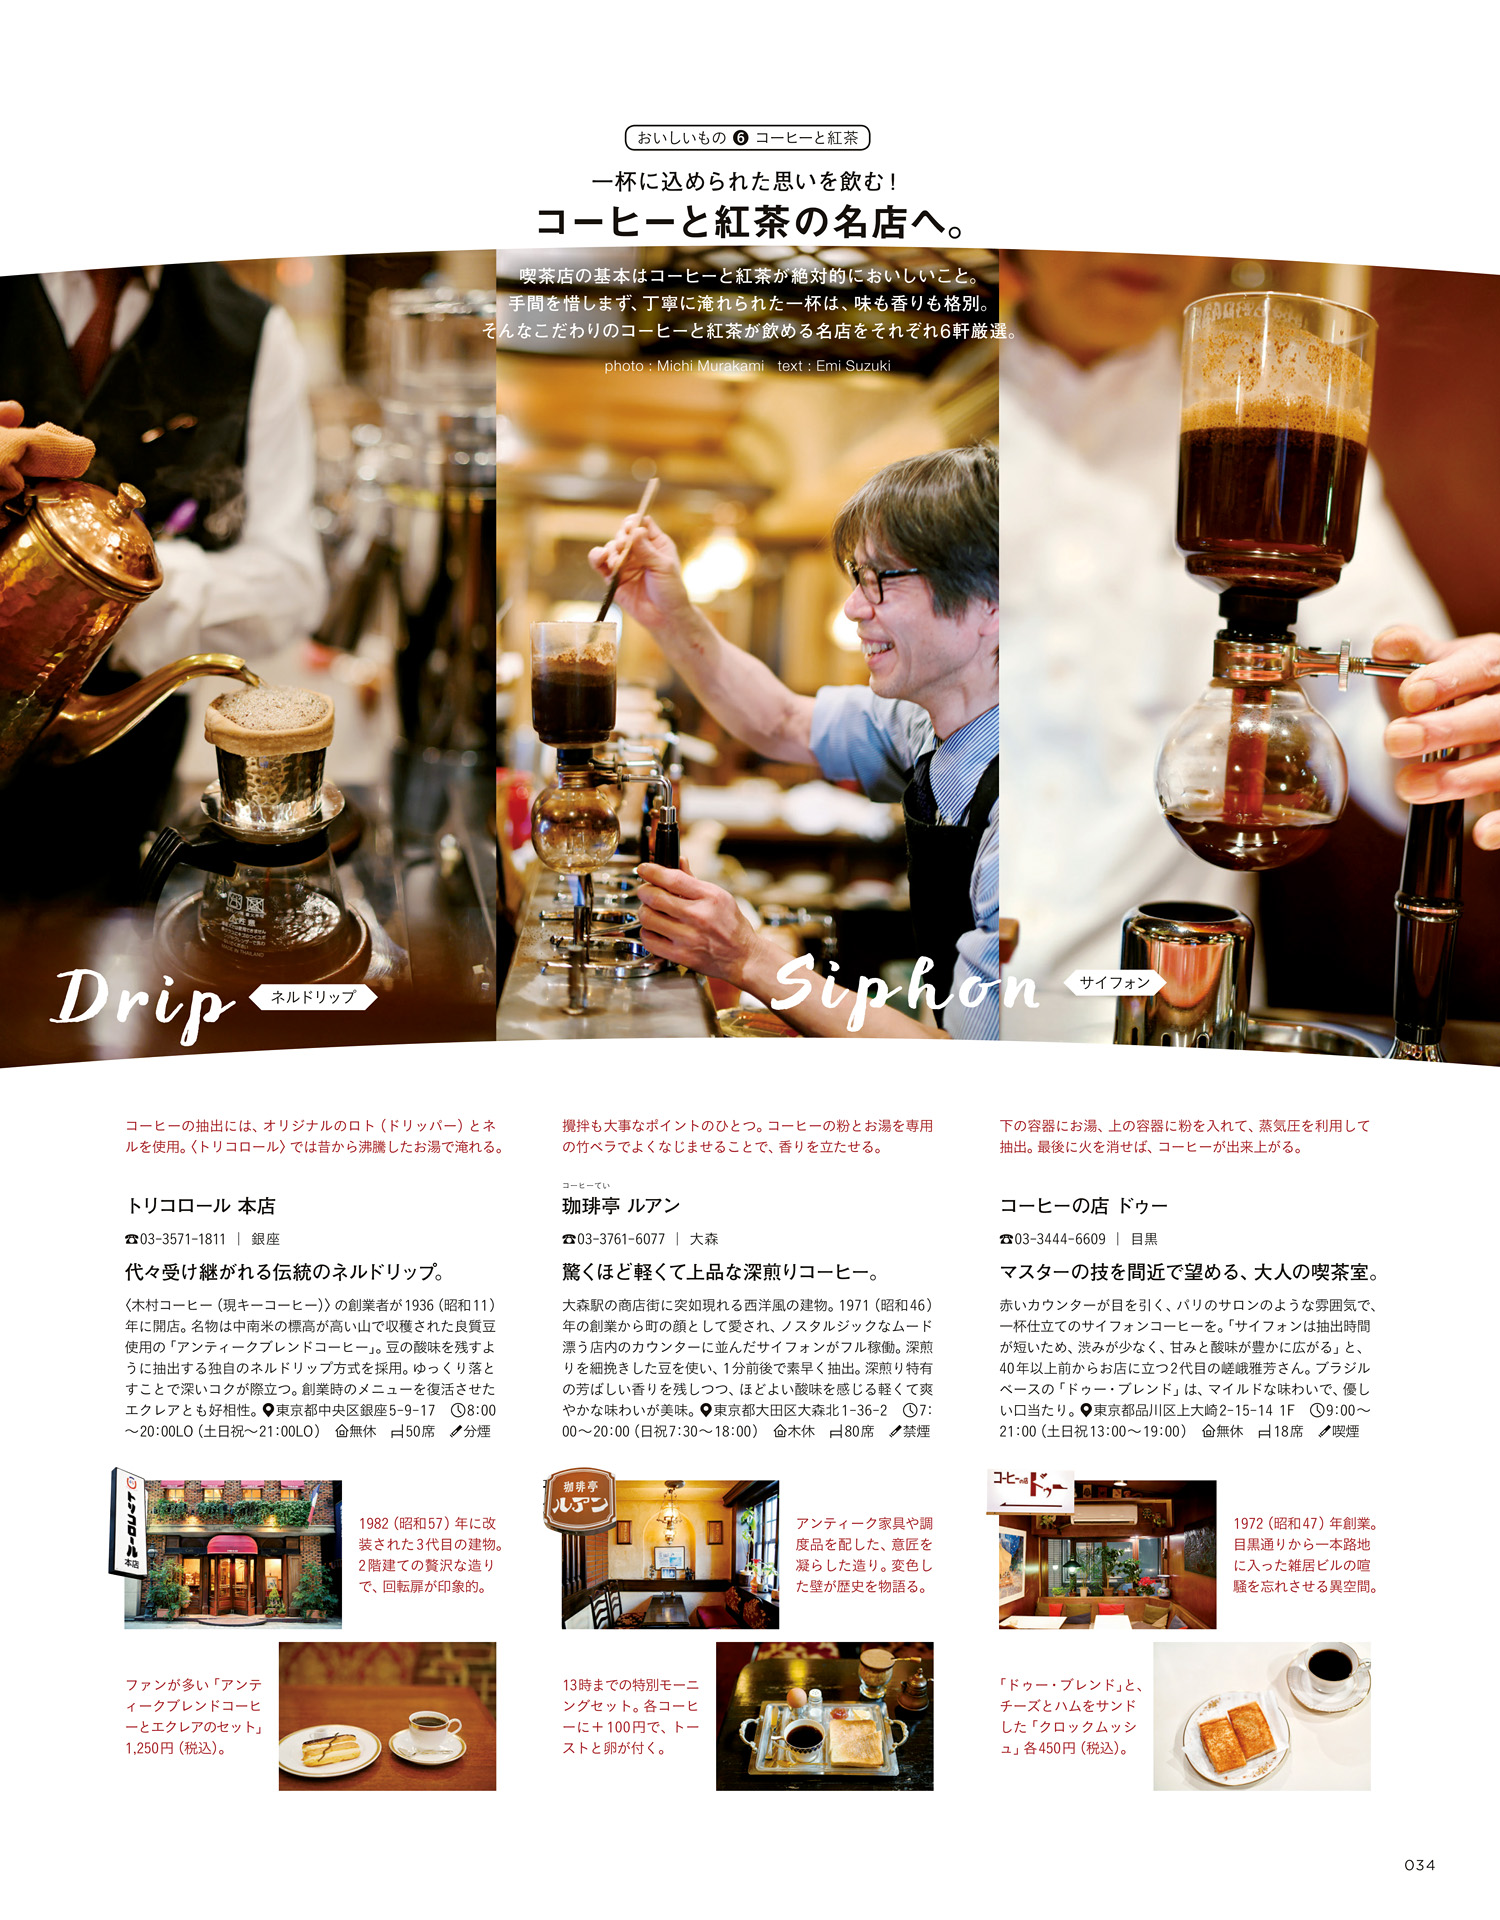 おいしいもの ❻ コーヒーと紅茶
一杯に込められた思いを飲む！
コーヒーと紅茶の名店へ。
喫茶店の基本はコーヒーと紅茶が絶対的においしいこと。
手間を惜しまず、丁寧に淹れられた一杯は、味も香りも格別。
そんなこだわりのコーヒーと紅茶が飲める名店をそれぞれ6軒厳選。
photo : Michi Murakami text : Emi Suzuki
Drip
ネルドリップ
Siphon
サイフォン
コーヒーの抽出には、オリジナルのロト（ドリッパー）とネ
ルを使用。〈トリコロール〉では昔から沸騰したお湯で淹れる。
トリコロール 本店
☎03-3571-1811 ｜ 銀座
代々受け継がれる伝統のネルドリップ。
〈木村コーヒー（現キーコーヒー）〉の創業者が1936（昭和11）
年に開店。名物は中南米の標高が高い山で収穫された良質豆
使用の「アンティークブレンドコーヒー」。豆の酸味を残すよ
うに抽出する独自のネルドリップ方式を採用。ゆっくり落と
すことで深いコクが際立つ。創業時のメニューを復活させた
エクレアとも好相性。東京都中央区銀座5-9-17 8:00
〜20:00LO（土日祝〜21:00LO） 無休 50席 分煙
トリコロール
本店
1982（昭和57）年に改
装された3代目の建物。
2階建ての贅沢な造り
で、回転扉が印象的。
ファンが多い「アンテ
ィークブレンドコーヒ
ーとエクレアのセット」
1,250円（税込）。
攪拌も大事なポイントのひとつ。コーヒーの粉とお湯を専用
の竹ベラでよくなじませることで、香りを立たせる。
コーヒーてい
珈琲亭 ルアン
☎03-3761-6077 ｜ 大森
驚くほど軽くて上品な深煎りコーヒー。
大森駅の商店街に突如現れる西洋風の建物。1971（昭和46）
年の創業から町の顔として愛され、ノスタルジックなムード
漂う店内のカウンターに並んだサイフォンがフル稼働。深煎
りを細挽きした豆を使い、1分前後で素早く抽出。深煎り特有
の芳ばしい香りを残しつつ、ほどよい酸味を感じる軽くて爽
やかな味わいが美味。東京都大田区大森北1-36-2 7:
00〜20:00（日祝7:30〜18:00） 木休 80席 禁煙
珈琲亭
ルアン
アンティーク家具や調
度品を配した、意匠を
凝らした造り。変色し
た壁が歴史を物語る。
13時までの特別モーニ
ングセット。各コーヒ
ーに＋100円で、トー
ストと卵が付く。
下の容器にお湯、上の容器に粉を入れて、蒸気圧を利用して
抽出。最後に火を消せば、コーヒーが出来上がる。
コーヒーの店 ドゥー
☎03-3444-6609 ｜ 目黒
マスターの技を間近で望める、大人の喫茶室。
赤いカウンターが目を引く、パリのサロンのような雰囲気で、
一杯仕立てのサイフォンコーヒーを。「サイフォンは抽出時間
が短いため、渋みが少なく、甘みと酸味が豊かに広がる」と、
40年以上前からお店に立つ2代目の嵯峨雅芳さん。ブラジル
ベースの「ドゥー・ブレンド」は、マイルドな味わいで、優し
い口当たり。東京都品川区上大崎2-15-14 1F 9:00〜
21:00（土日祝13:00〜19:00） 無休 18席 喫煙
コーヒーの店 ドゥー
1972（昭和47）年創業。
目黒通りから一本路地
に入った雑居ビルの喧
騒を忘れさせる異空間。
「ドゥー・ブレンド」と、
チーズとハムをサンド
した「クロックムッシ
ュ」各450円（税込）。
034